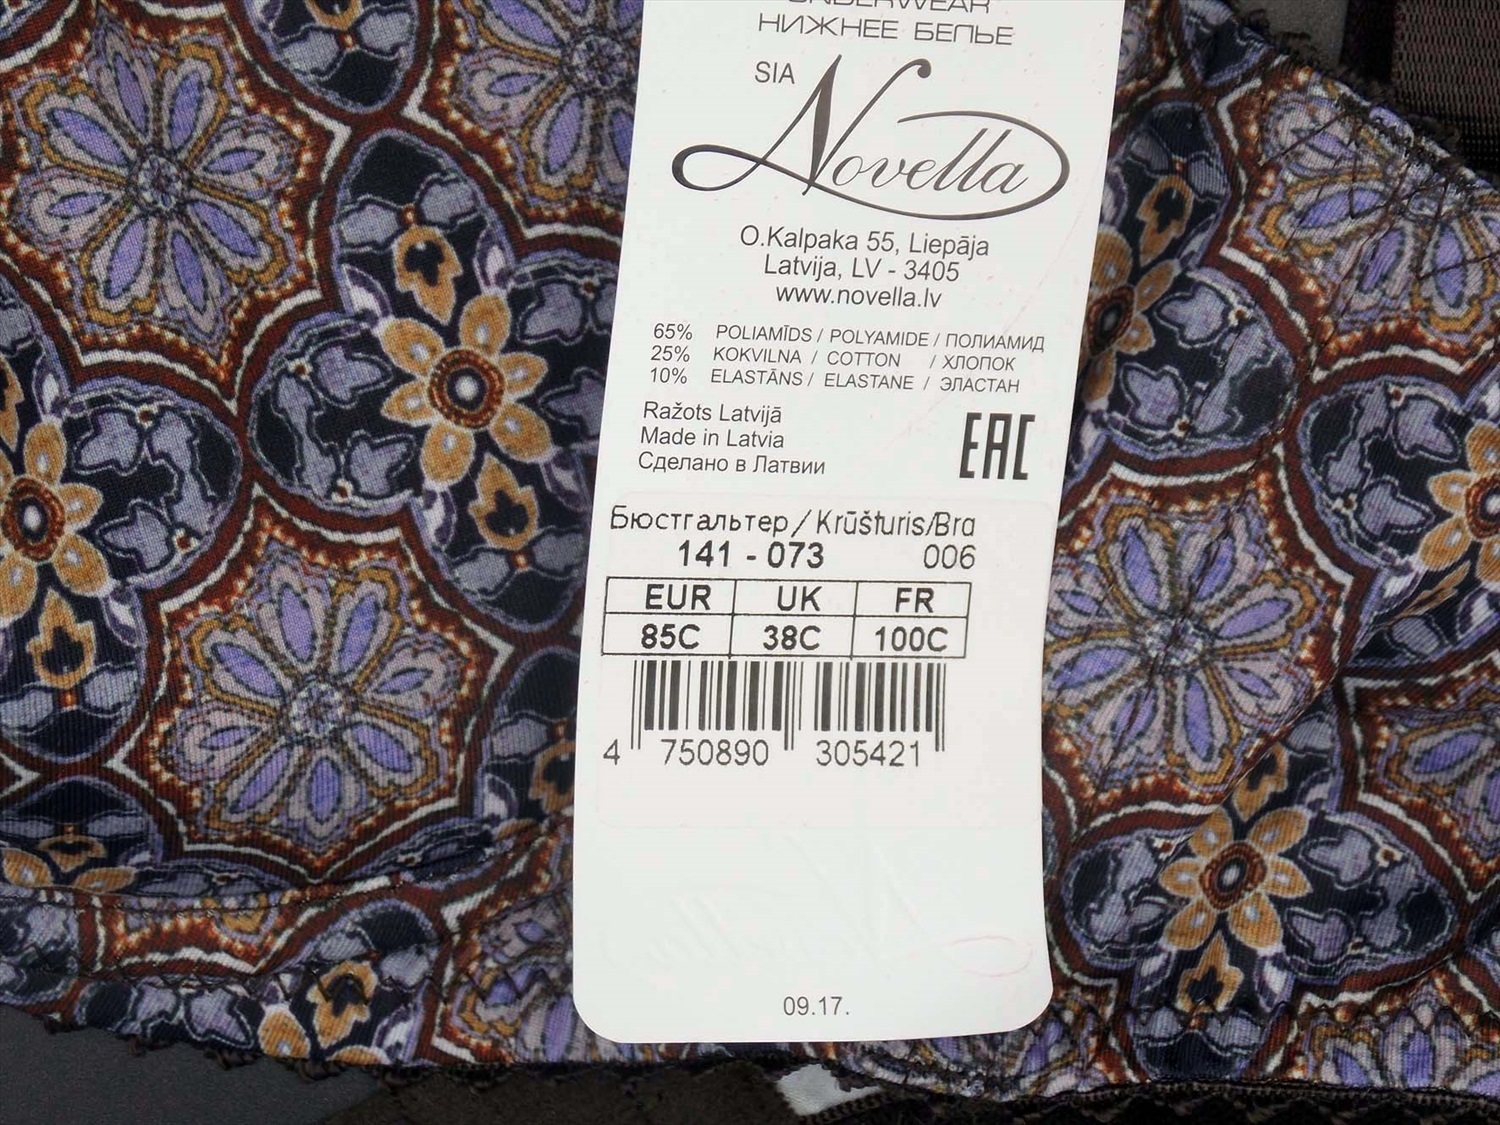 UNDERWEAR
НИЖНЕЕ БЕЛЬЕ
SIA
Novella
O.Kalpaka 55, Liepāja
Latvija, LV - 3405
www.novella.lv
65% POLIAMĪDS / POLYAMIDE / ПОЛИАМИД
25% KOKVILNA / COTTON / ХЛОПОК
10% ELASTĀNS / ELASTANE / ЭЛАСТАН
Ražots Latvijā
Made in Latvia
Сделано в Латвии
EAC
Бюстгальтер/Krūšturis/Bra
141 - 073 006
EUR UK FR
85C 38C 100C
4 750890 305421
09.17.